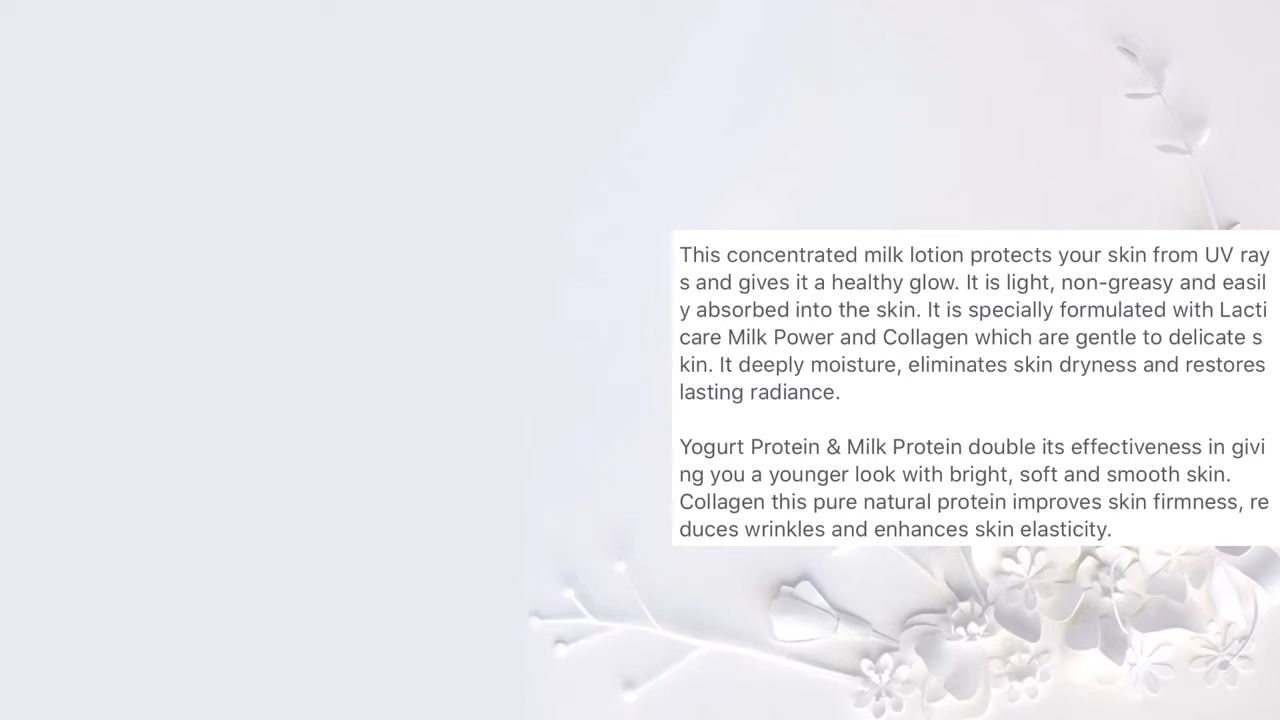 This concentrated milk lotion protects your skin from UV ray
s and gives it a healthy glow. It is light, non-greasy and easil
y absorbed into the skin. It is specially formulated with Lacti
care Milk Power and Collagen which are gentle to delicate s
kin. It deeply moisture, eliminates skin dryness and restores
lasting radiance.
Yogurt Protein & Milk Protein double its effectiveness in givi
ng you a younger look with bright, soft and smooth skin.
Collagen this pure natural protein improves skin firmness, re
duces wrinkles and enhances skin elasticity.